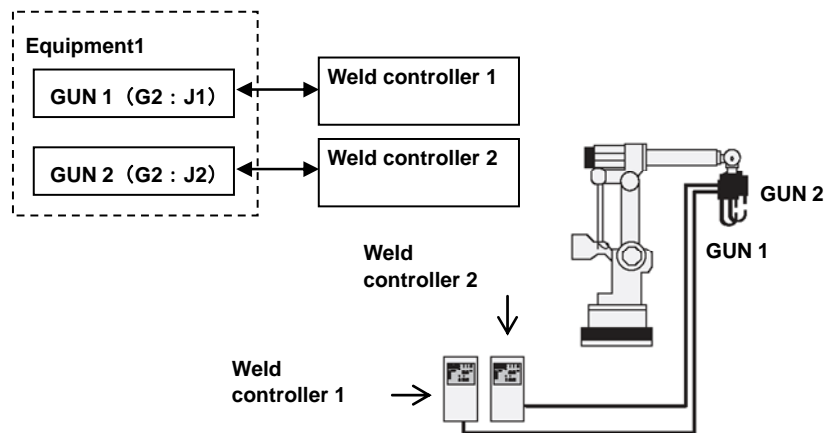 Equipment1
GUN 1（G2：J1）
Weld controller 1
GUN 2（G2：J2）
Weld controller 2
GUN 2
GUN 1
Weld
controller 2
Weld
controller 1